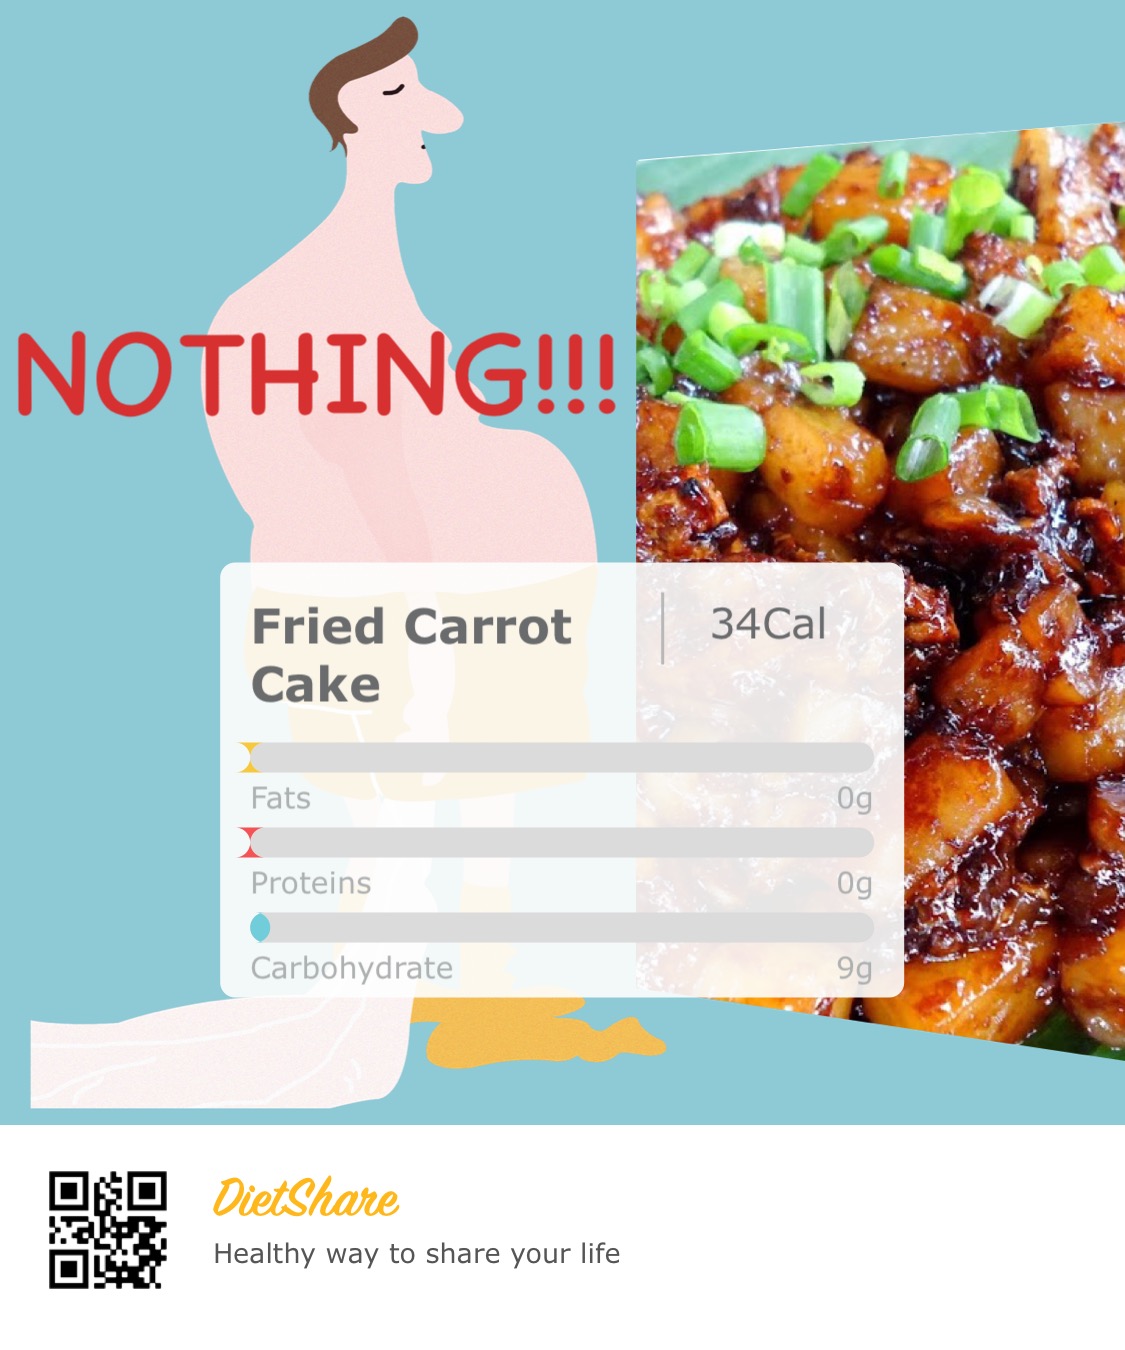 NOTHING!!!
Fried Carrot
Cake
34Cal
Fats 0g
Proteins 0g
Carbohydrate 9g
DietShare
Healthy way to share your life